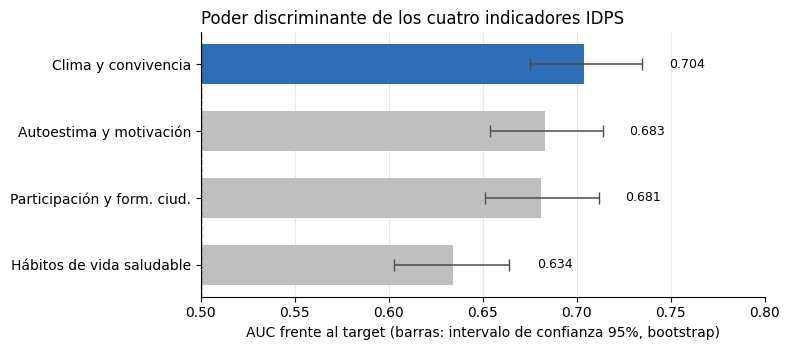 Poder discriminante de los cuatro indicadores IDPS
Clima y convivencia
0.704
Autoestima y motivación
0.683
Participación y form. ciud.
0.681
Hábitos de vida saludable
0.634
0.50 0.55 0.60 0.65 0.70 0.75 0.80
AUC frente al target (barras: intervalo de confianza 95%, bootstrap)